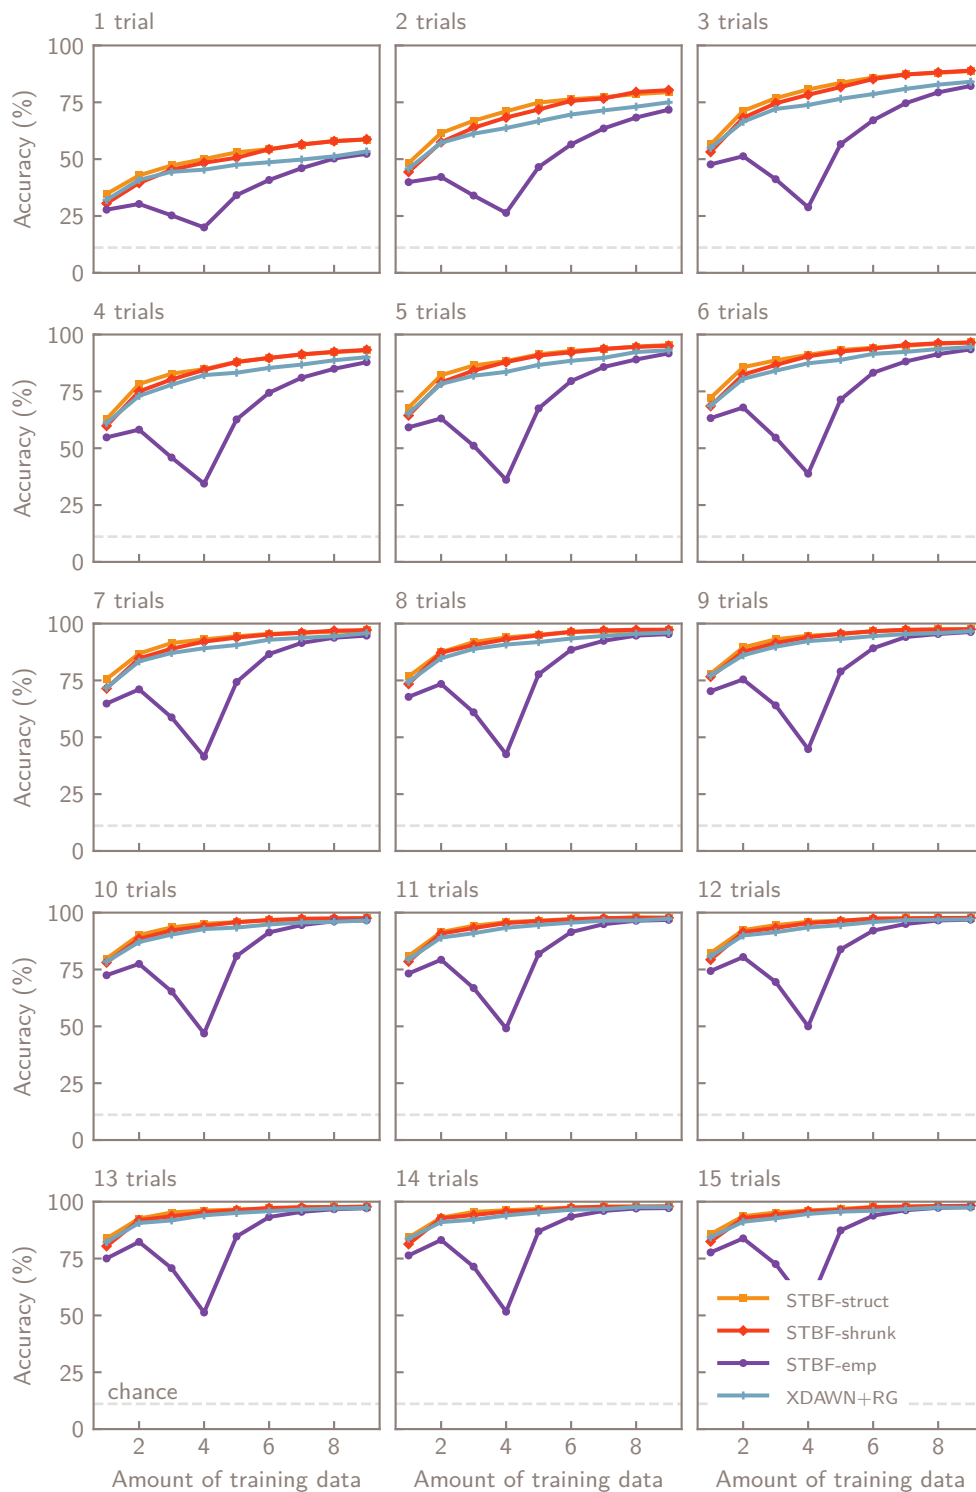 1 trial
2 trials
3 trials
100
75
50
25
0
Accuracy (%)
4 trials
5 trials
6 trials
100
75
50
25
0
Accuracy (%)
7 trials
8 trials
9 trials
100
75
50
25
0
Accuracy (%)
10 trials
11 trials
12 trials
100
75
50
25
0
Accuracy (%)
13 trials
14 trials
15 trials
100
75
50
25
0
Accuracy (%)
chance
STBF-struct
STBF-shrunk
STBF-emp
XDAWN+RG
2 4 6 8
2 4 6 8
2 4 6 8
Amount of training data
Amount of training data
Amount of training data